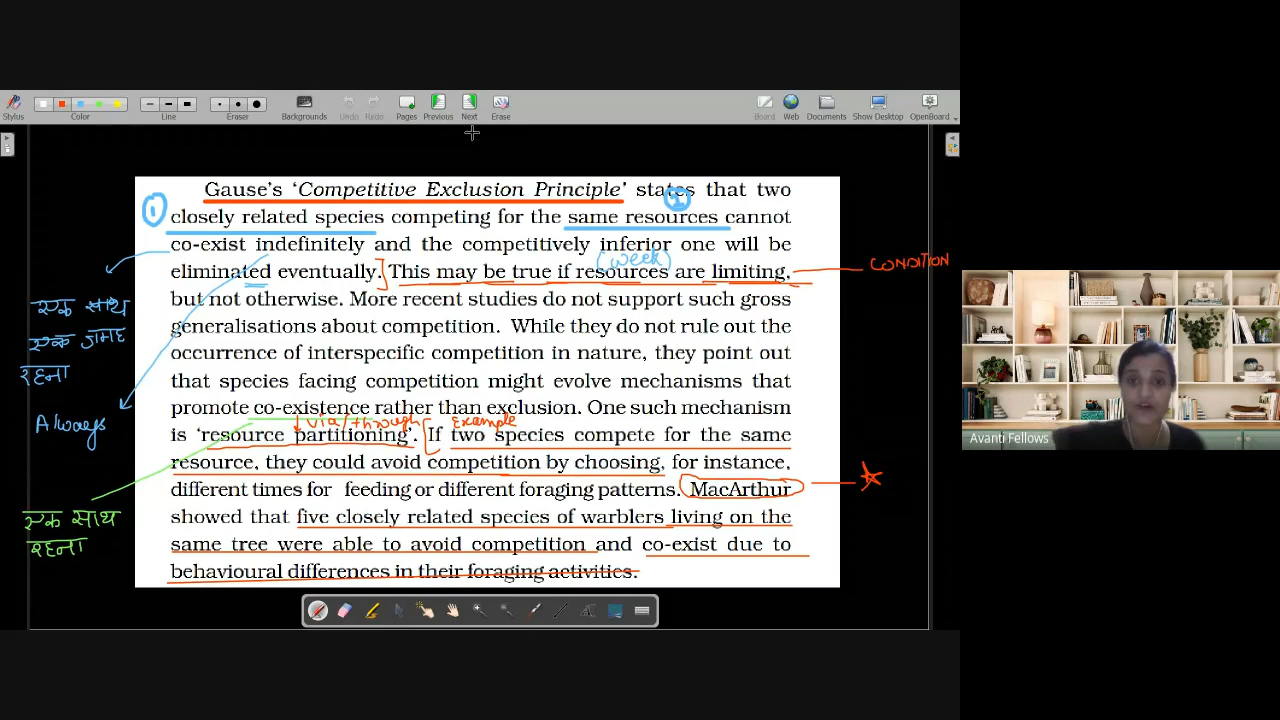 Stylus Color Line Eraser Backgrounds Undo Redo Pages Previous Next Erase Board Web Documents Show Desktop OpenBoard
Gause's 'Competitive Exclusion Principle' states that two
① closely related species competing for the same resources cannot
②
co-exist indefinitely and the competitively inferior one will be
(week)
eliminated eventually.] This may be true if resources are limiting,
CONDITION
but not otherwise. More recent studies do not support such gross
generalisations about competition. While they do not rule out the
occurrence of interspecific competition in nature, they point out
that species facing competition might evolve mechanisms that
promote co-existence rather than exclusion. One such mechanism
via/through
Example
is 'resource partitioning'. [If two species compete for the same
resource, they could avoid competition by choosing, for instance,
different times for feeding or different foraging patterns. MacArthur
showed that five closely related species of warblers living on the
same tree were able to avoid competition and co-exist due to
behavioural differences in their foraging activities.
एक साथ
एक जगह
रहना
Always
एक साथ
रहना
Avanti Fellows